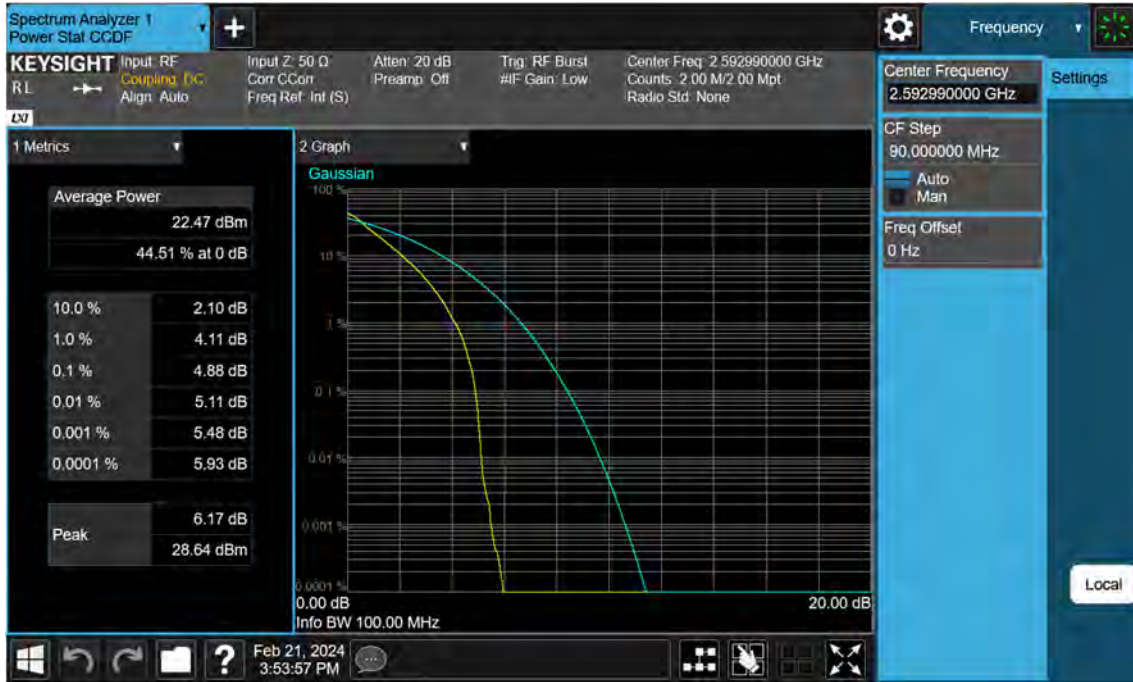 Spectrum Analyzer 1
Power Stat CCDF
Frequency
KEYSIGHT
RL
LXI
Input: RF
Coupling: DC
Align: Auto
Input Z: 50 Ω
Corr CCorr
Freq Ref: Int (S)
Atten: 20 dB
Preamp: Off
Trig: RF Burst
#IF Gain: Low
Center Freq: 2.592990000 GHz
Counts: 2.00 M/2.00 Mpt
Radio Std: None
Center Frequency
2.592990000 GHz
Settings
CF Step
90.000000 MHz
Auto
Man
Freq Offset
0 Hz
1 Metrics
Average Power
22.47 dBm
44.51 % at 0 dB
10.0 % 2.10 dB
1.0 % 4.11 dB
0.1 % 4.88 dB
0.01 % 5.11 dB
0.001 % 5.48 dB
0.0001 % 5.93 dB
Peak
6.17 dB
28.64 dBm
2 Graph
Gaussian
100 %
10 %
1 %
0.1 %
0.01 %
0.001 %
0.0001 %
0.00 dB
20.00 dB
Info BW 100.00 MHz
Local
?
Feb 21, 2024
3:53:57 PM